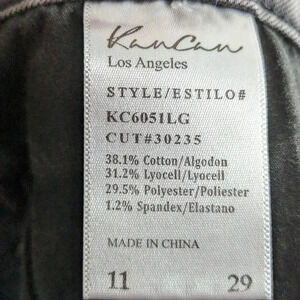 KanCan
Los Angeles
STYLE/ESTILO#
KC6051LG
CUT#30235
38.1% Cotton/Algodon
31.2% Lyocell/Lyocell
29.5% Polyester/Poliester
1.2% Spandex/Elastano
MADE IN CHINA
11 29